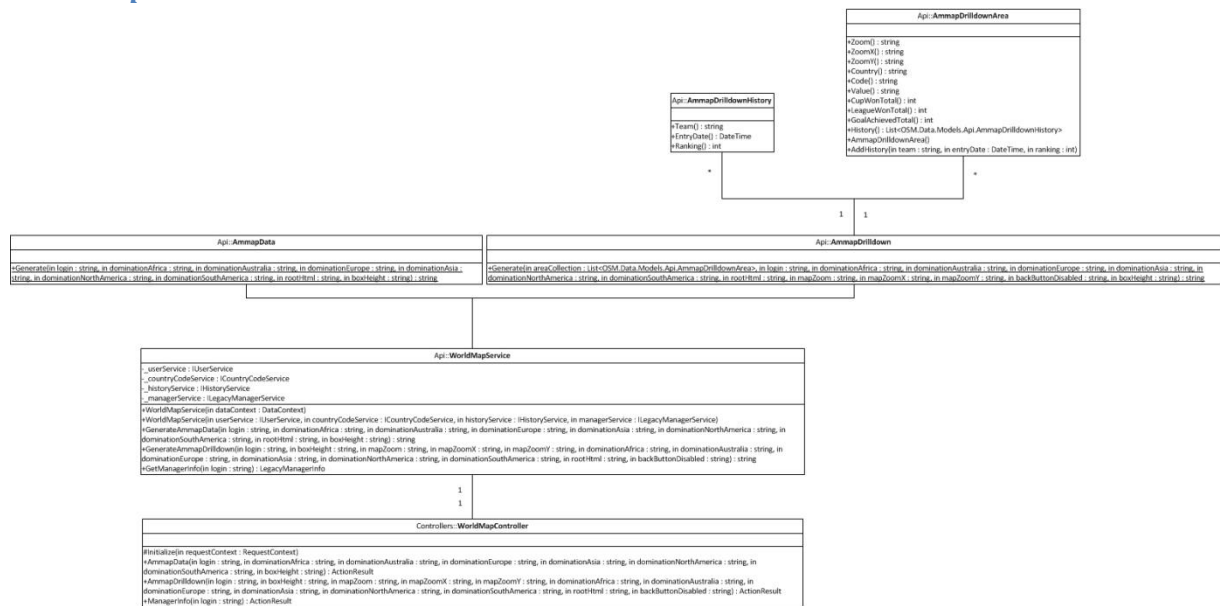 Api::AmmapDrilldownArea
+Zoom() : string
+ZoomX() : string
+ZoomY() : string
+Country() : string
+Code() : string
+Value() : string
+CupWonTotal() : int
+LeagueWonTotal() : int
+GoalAchievedTotal() : int
+History() : List<OSM.Data.Models.Api.AmmapDrilldownHistory>
+AmmapDrilldownArea()
+AddHistory(in team : string, in entryDate : DateTime, in ranking : int)
Api::AmmapDrilldownHistory
+Team() : string
+EntryDate() : DateTime
+Ranking() : int
*
*
1
1
Api::AmmapData
+Generate(in login : string, in dominationAfrica : string, in dominationAustralia : string, in dominationEurope : string, in dominationAsia :
string, in dominationNorthAmerica : string, in dominationSouthAmerica : string, in rootHtml : string, in boxHeight : string) : string
Api::AmmapDrilldown
+Generate(in areaCollection : List<OSM.Data.Models.Api.AmmapDrilldownArea>, in login : string, in dominationAfrica : string, in dominationAustralia : string, in dominationEurope : string, in dominationAsia : string, in
dominationNorthAmerica : string, in dominationSouthAmerica : string, in rootHtml : string, in mapZoom : string, in mapZoomX : string, in mapZoomY : string, in backButtonDisabled : string, in boxHeight : string) : string
Api::WorldMapService
-_userService : IUserService
-_countryCodeService : ICountryCodeService
-_historyService : IHistoryService
-_managerService : ILegacyManagerService
+WorldMapService(in dataContext : DataContext)
+WorldMapService(in userService : IUserService, in countryCodeService : ICountryCodeService, in historyService : IHistoryService, in managerService : ILegacyManagerService)
+GenerateAmmapData(in login : string, in dominationAfrica : string, in dominationAustralia : string, in dominationEurope : string, in dominationAsia : string, in dominationNorthAmerica : string, in
dominationSouthAmerica : string, in rootHtml : string, in boxHeight : string) : string
+GenerateAmmapDrilldown(in login : string, in boxHeight : string, in mapZoom : string, in mapZoomX : string, in mapZoomY : string, in dominationAfrica : string, in dominationAustralia : string, in
dominationEurope : string, in dominationAsia : string, in dominationNorthAmerica : string, in dominationSouthAmerica : string, in rootHtml : string, in backButtonDisabled : string) : string
+GetManagerInfo(in login : string) : LegacyManagerInfo
1
1
Controllers::WorldMapController
#Initialize(in requestContext : RequestContext)
+AmmapData(in login : string, in dominationAfrica : string, in dominationAustralia : string, in dominationEurope : string, in dominationAsia : string, in dominationNorthAmerica : string, in
dominationSouthAmerica : string, in boxHeight : string) : ActionResult
+AmmapDrilldown(in login : string, in boxHeight : string, in mapZoom : string, in mapZoomX : string, in mapZoomY : string, in dominationAfrica : string, in dominationAustralia : string, in
dominationEurope : string, in dominationAsia : string, in dominationNorthAmerica : string, in dominationSouthAmerica : string, in rootHtml : string, in backButtonDisabled : string) : ActionResult
+ManagerInfo(in login : string) : ActionResult